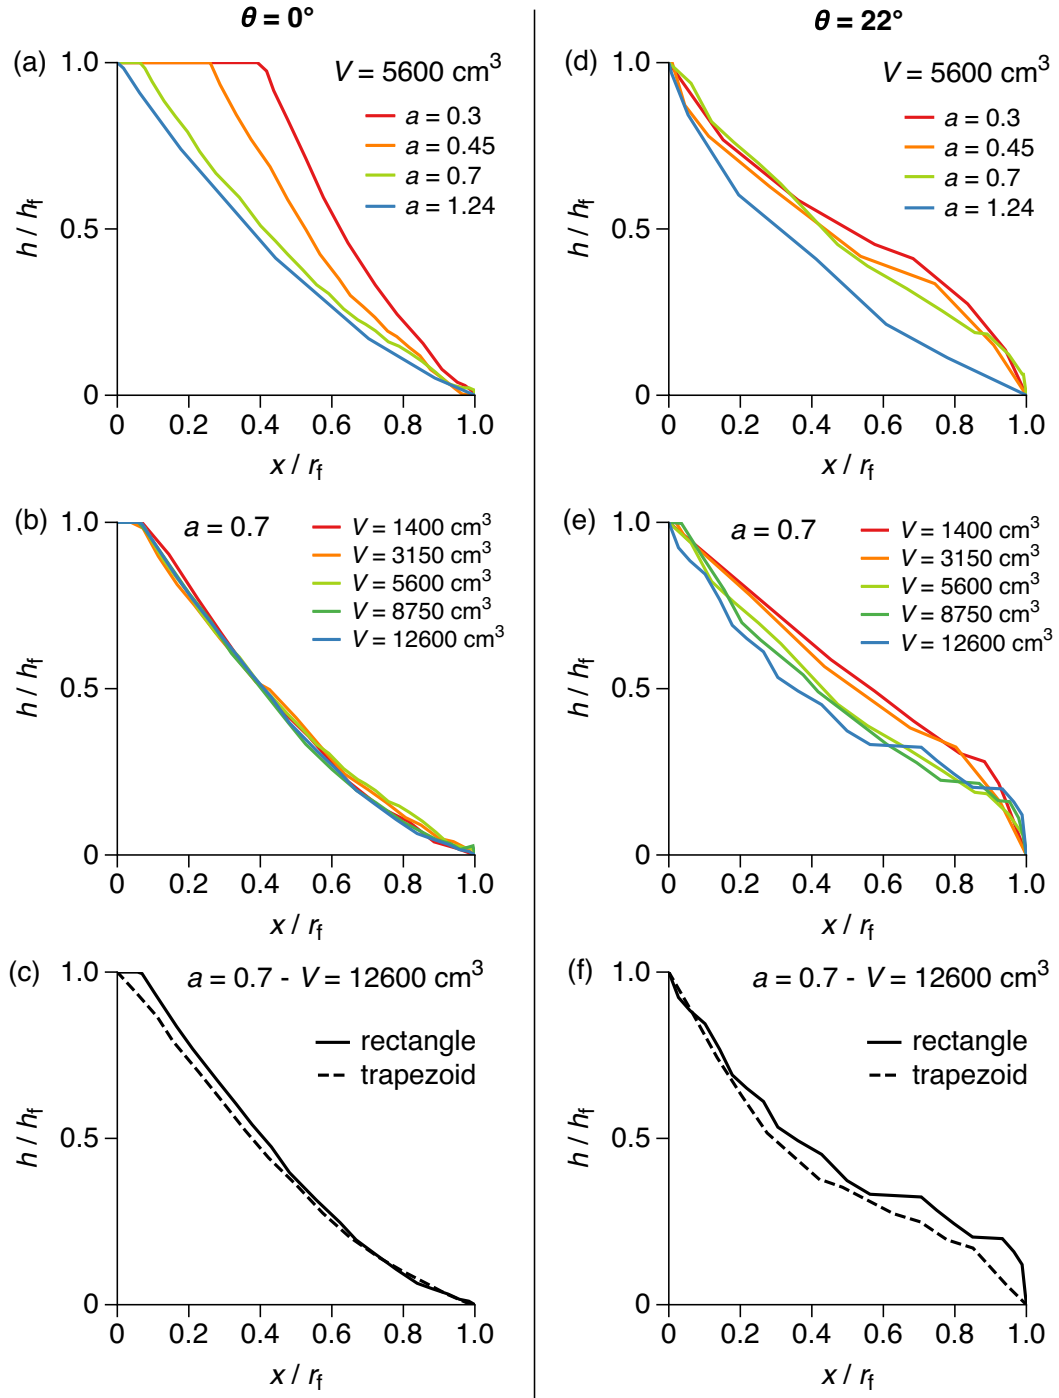 θ = 0°
(a)
V = 5600 cm³
a = 0.3
a = 0.45
a = 0.7
a = 1.24
1.0
0.5
0
h / hf
0 0.2 0.4 0.6 0.8 1.0
x / rf
(b)
a = 0.7
V = 1400 cm³
V = 3150 cm³
V = 5600 cm³
V = 8750 cm³
V = 12600 cm³
1.0
0.5
0
h / hf
0 0.2 0.4 0.6 0.8 1.0
x / rf
(c)
a = 0.7 - V = 12600 cm³
rectangle
trapezoid
1.0
0.5
0
h / hf
0 0.2 0.4 0.6 0.8 1.0
x / rf
θ = 22°
(d)
V = 5600 cm³
a = 0.3
a = 0.45
a = 0.7
a = 1.24
1.0
0.5
0
h / hf
0 0.2 0.4 0.6 0.8 1.0
x / rf
(e)
a = 0.7
V = 1400 cm³
V = 3150 cm³
V = 5600 cm³
V = 8750 cm³
V = 12600 cm³
1.0
0.5
0
h / hf
0 0.2 0.4 0.6 0.8 1.0
x / rf
(f)
a = 0.7 - V = 12600 cm³
rectangle
trapezoid
1.0
0.5
0
h / hf
0 0.2 0.4 0.6 0.8 1.0
x / rf